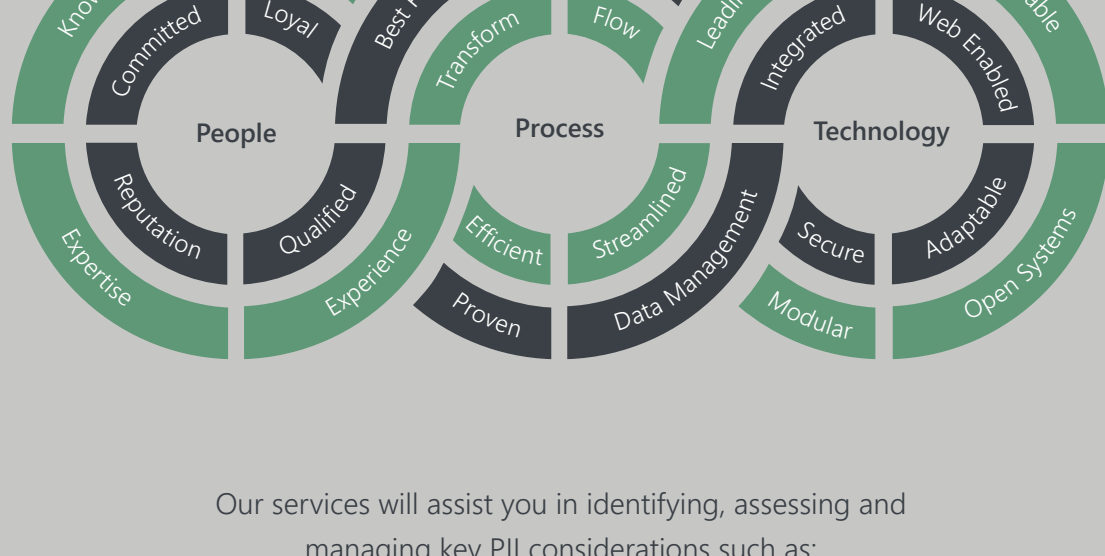 Committed
Loyal
Transform
Flow
Integrated
Web Enabled
People
Process
Technology
Reputation
Qualified
Efficient
Streamlined
Secure
Adaptable
Expertise
Experience
Proven
Data Management
Modular
Open Systems
Our services will assist you in identifying, assessing and
managing key PII considerations such as: